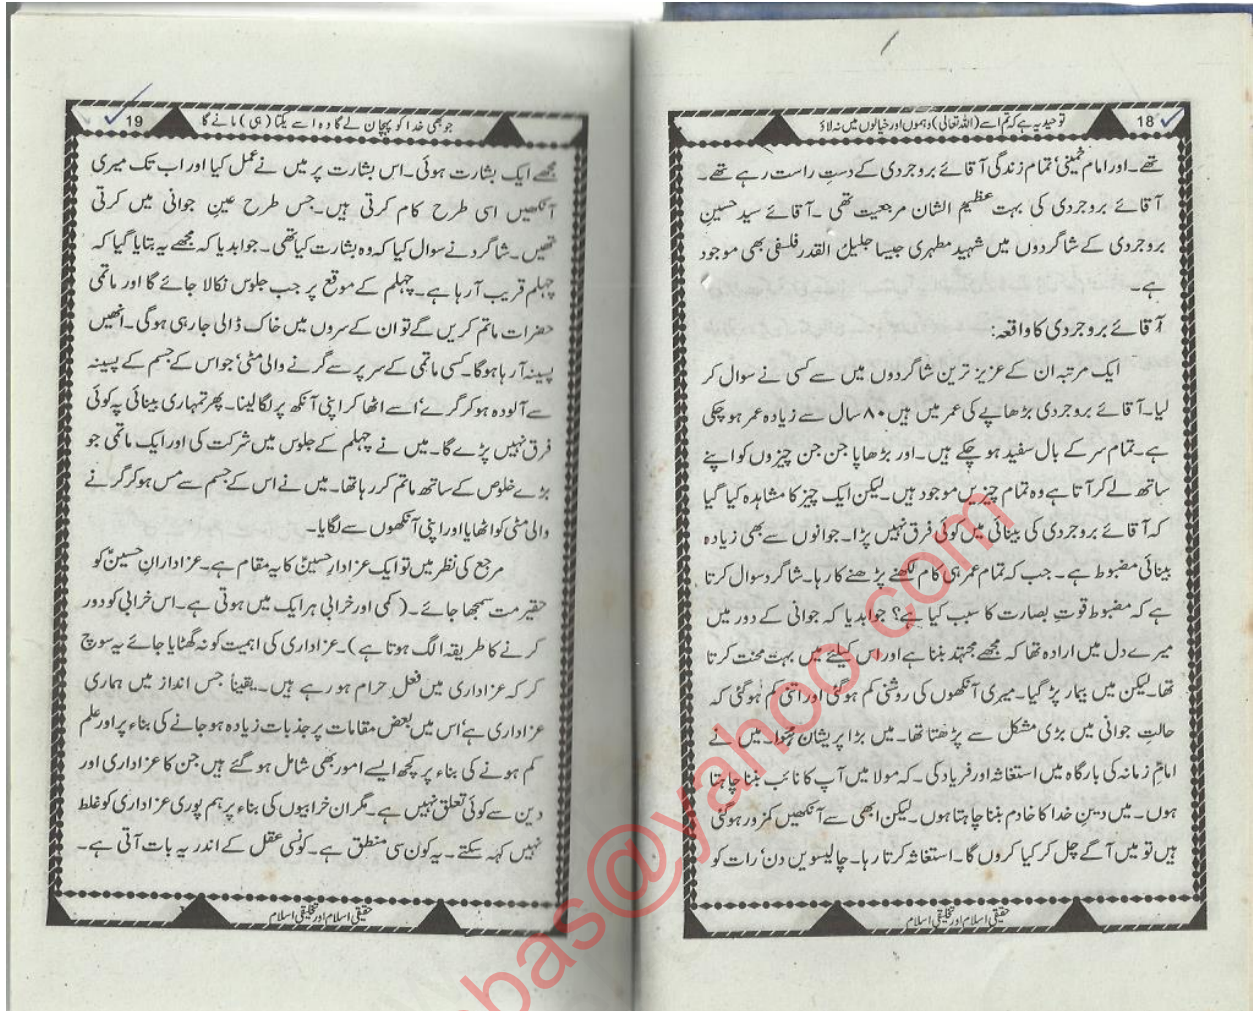 18
توحید یہ ہے کہ تم اسے (اللہ تعالٰی) وہموں اور خیالوں میں نہ لاؤ
تھے۔ اور امام خمینیؒ تمام زندگی آقائے بروجردی کے دستِ راست رہے تھے۔
آقائے بروجردی کی بہت عظیم الشان مرجعیت تھی۔ آقائے سید حسین
بروجردی کے شاگردوں میں شہید مطہری جیسا جلیل القدر فلسفی بھی موجود
ہے۔
آقائے بروجردی کا واقعہ:
ایک مرتبہ ان کے عزیز ترین شاگردوں میں سے کسی نے سوال کر
لیا۔ آقائے بروجردی بڑھاپے کی عمر میں ہیں ۸۰ سال سے زیادہ عمر ہو چکی
ہے۔ تمام سر کے بال سفید ہو چکے ہیں۔ اور بڑھاپا جن جن چیزوں کو اپنے
ساتھ لے کر آتا ہے وہ تمام چیزیں موجود ہیں۔ لیکن ایک چیز کا مشاہدہ کیا گیا
کہ آقائے بروجردی کی بینائی میں کوئی فرق نہیں پڑا۔ جوانوں سے بھی زیادہ
بینائی مضبوط ہے۔ جب کہ تمام عمر ہی کام لکھنے پڑھنے کا رہا۔ شاگرد سوال کرتا
ہے کہ مضبوط قوتِ بصارت کا سبب کیا ہے؟ جوابدیا کہ جوانی کے دور میں
میرے دل میں ارادہ تھا کہ مجھے مجتہد بننا ہے اور اس کیلئے میں بہت محنت کرتا
تھا۔ لیکن میں بیمار پڑ گیا۔ میری آنکھوں کی روشنی کم ہوگئی اور اتنی کم ہوگئی کہ
حالتِ جوانی میں بڑی مشکل سے پڑھتا تھا۔ میں بڑا پریشان ہوا۔ میں نے
امامِ زمانہ کی بارگاہ میں استغاثہ اور فریاد کی۔ کہ مولا میں آپ کا نائب بننا چاہتا
ہوں۔ میں دینِ خدا کا خادم بننا چاہتا ہوں۔ لیکن ابھی سے آنکھیں کمزور ہوگئی
ہیں تو میں آگے چل کر کیا کروں گا۔ استغاثہ کرتا رہا۔ چالیسویں دن‘ رات کو
حقیقی اسلام اور تخلیقی اسلام
19
جو بھی خدا کو پہچان لے گا وہ اسے یکتا (ہی) مانے گا
مجھے ایک بشارت ہوئی۔ اس بشارت پر میں نے عمل کیا اور اب تک میری
آنکھیں اسی طرح کام کرتی ہیں۔ جس طرح عینِ جوانی میں کرتی
تھیں۔ شاگرد نے سوال کیا کہ وہ بشارت کیا تھی۔ جوابدیا کہ مجھے یہ بتایا گیا کہ
چہلم قریب آ رہا ہے۔ چہلم کے موقع پر جب جلوس نکالا جائے گا اور ماتمی
حضرات ماتم کریں گے تو ان کے سروں میں خاک ڈالی جا رہی ہوگی۔ انھیں
پسینہ آ رہا ہوگا۔ کسی ماتمی کے سر پر سے گرنے والی مٹی‘ جو اس کے جسم کے پسینہ
سے آلودہ ہو کر گرے‘ اسے اٹھا کر اپنی آنکھ پر لگا لینا۔ پھر تمہاری بینائی پہ کوئی
فرق نہیں پڑے گا۔ میں نے چہلم کے جلوس میں شرکت کی اور ایک ماتمی جو
بڑے خلوص کے ساتھ ماتم کر رہا تھا۔ میں نے اس کے جسم سے مس ہو کر گرنے
والی مٹی کو اٹھایا اور اپنی آنکھوں سے لگایا۔
مرجع کی نظر میں تو ایک عزادارِ حسینؑ کا یہ مقام ہے۔ عزادارانِ حسینؑ کو
حقیر مت سمجھا جائے۔ (کمی اور خرابی ہر ایک میں ہوتی ہے۔ اس خرابی کو دور
کرنے کا طریقہ الگ ہوتا ہے)۔ عزاداری کی اہمیت کو نہ گھٹایا جائے یہ سوچ
کر کہ عزاداری میں فعلِ حرام ہو رہے ہیں۔ یقیناً جس انداز میں ہماری
عزاداری ہے‘ اس میں بعض مقامات پر جذبات زیادہ ہو جانے کی بناء پر اور علم
کم ہونے کی بناء پر کچھ ایسے امور بھی شامل ہو گئے ہیں جن کا عزاداری اور
دین سے کوئی تعلق نہیں ہے۔ مگر ان خرابیوں کی بناء پر ہم پوری عزاداری کو غلط
نہیں کہہ سکتے۔ یہ کون سی منطق ہے۔ کونسی عقل کے اندر یہ بات آتی ہے۔
حقیقی اسلام اور تخلیقی اسلام
bas@yahoo.com